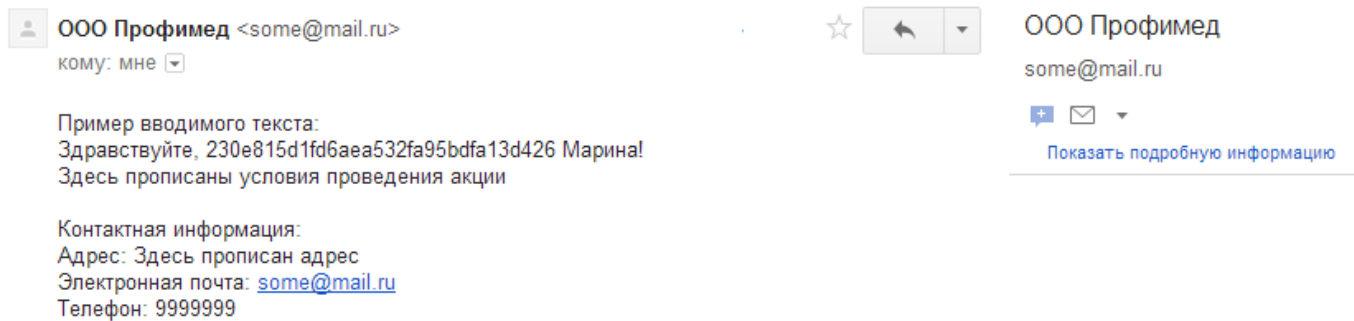 ООО Профимед <some@mail.ru>
кому: мне
Пример вводимого текста:
Здравствуйте, 230e815d1fd6aea532fa95bdfa13d426 Марина!
Здесь прописаны условия проведения акции
Контактная информация:
Адрес: Здесь прописан адрес
Электронная почта: some@mail.ru
Телефон: 9999999
ООО Профимед
some@mail.ru
Показать подробную информацию